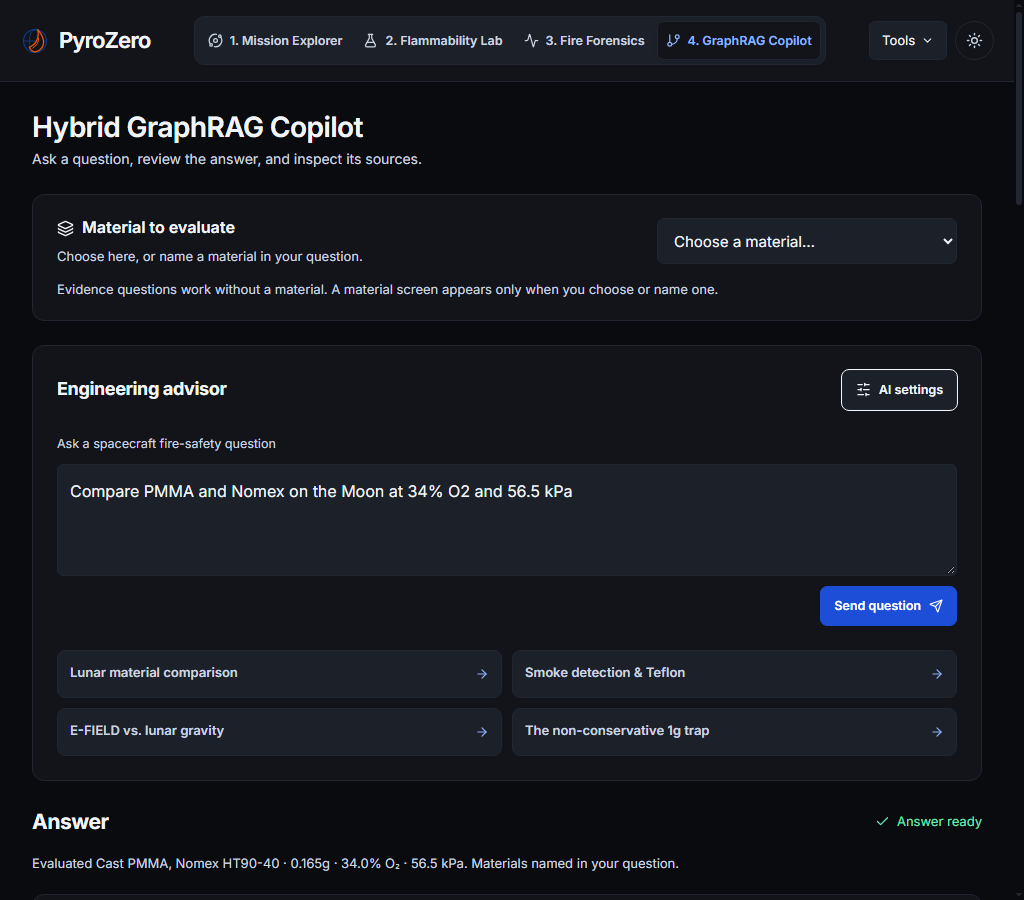 PyroZero
1. Mission Explorer
2. Flammability Lab
3. Fire Forensics
4. GraphRAG Copilot
Tools
Hybrid GraphRAG Copilot
Ask a question, review the answer, and inspect its sources.
Material to evaluate
Choose here, or name a material in your question.
Choose a material...
Evidence questions work without a material. A material screen appears only when you choose or name one.
Engineering advisor
AI settings
Ask a spacecraft fire-safety question
Compare PMMA and Nomex on the Moon at 34% O2 and 56.5 kPa
Send question
Lunar material comparison
Smoke detection & Teflon
E-FIELD vs. lunar gravity
The non-conservative 1g trap
Answer
Answer ready
Evaluated Cast PMMA, Nomex HT90-40 · 0.165g · 34.0% O₂ · 56.5 kPa. Materials named in your question.